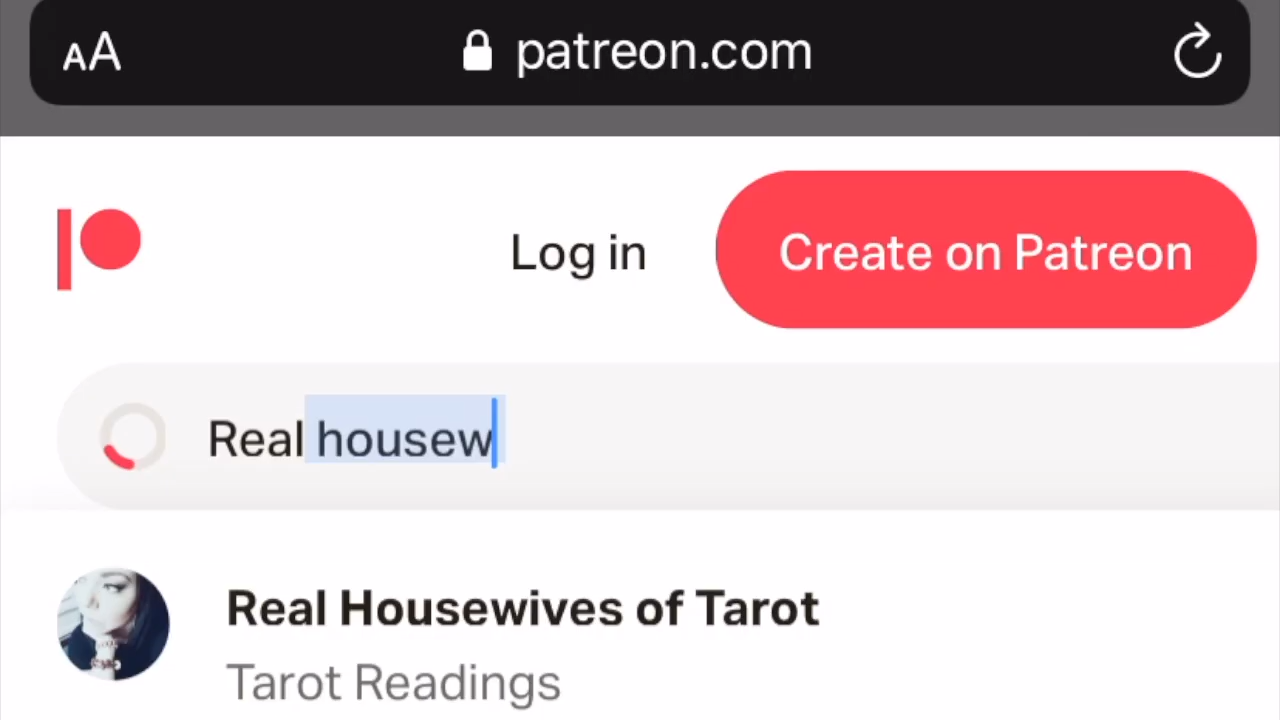 AA patreon.com
Log in Create on Patreon
Real housew
Real Housewives of Tarot
Tarot Readings